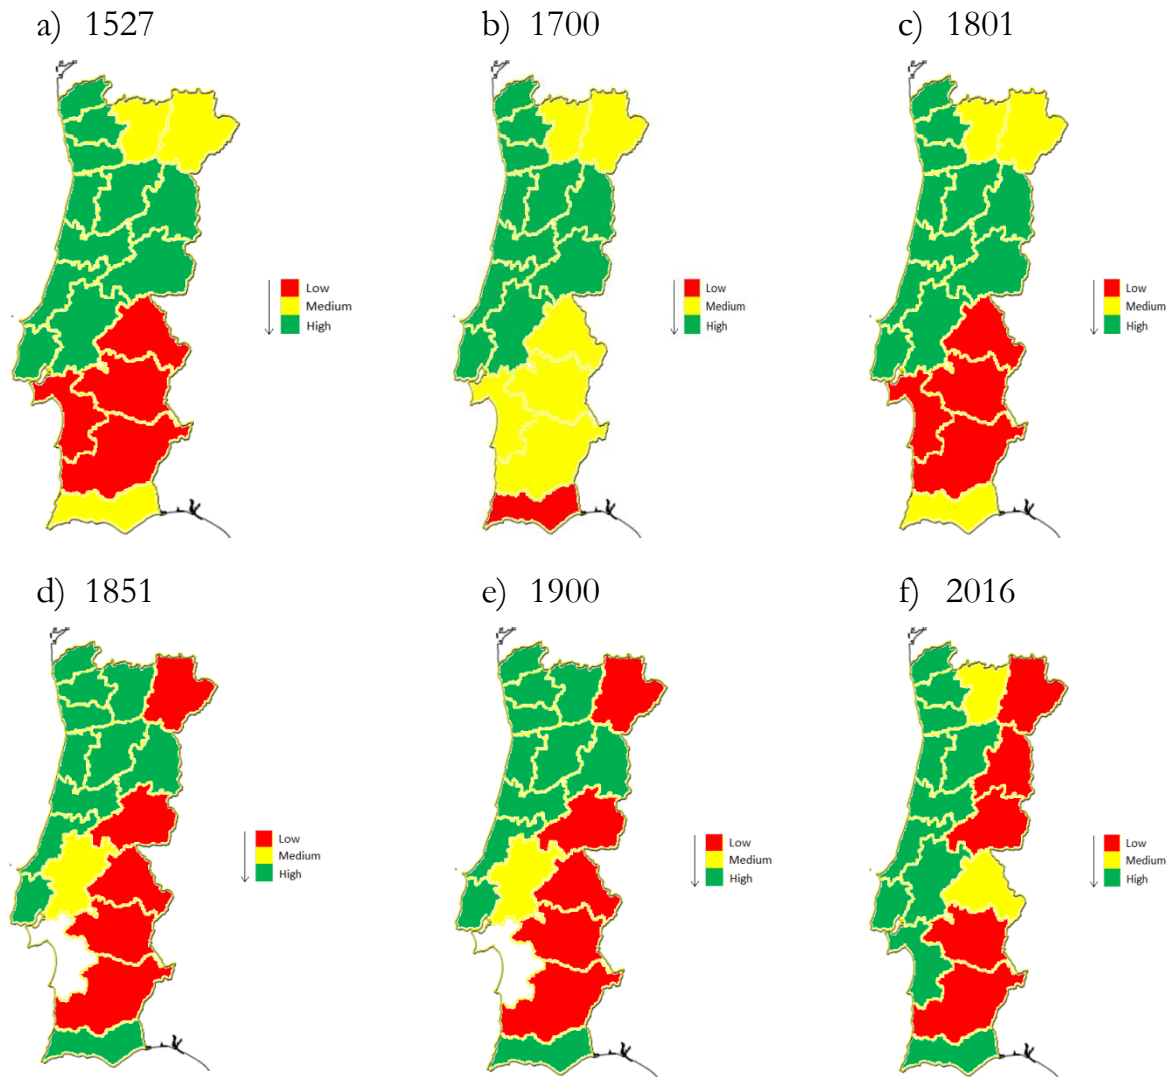 a) 1527
b) 1700
c) 1801
Low
Medium
High
Low
Medium
High
Low
Medium
High
d) 1851
e) 1900
f) 2016
Low
Medium
High
Low
Medium
High
Low
Medium
High